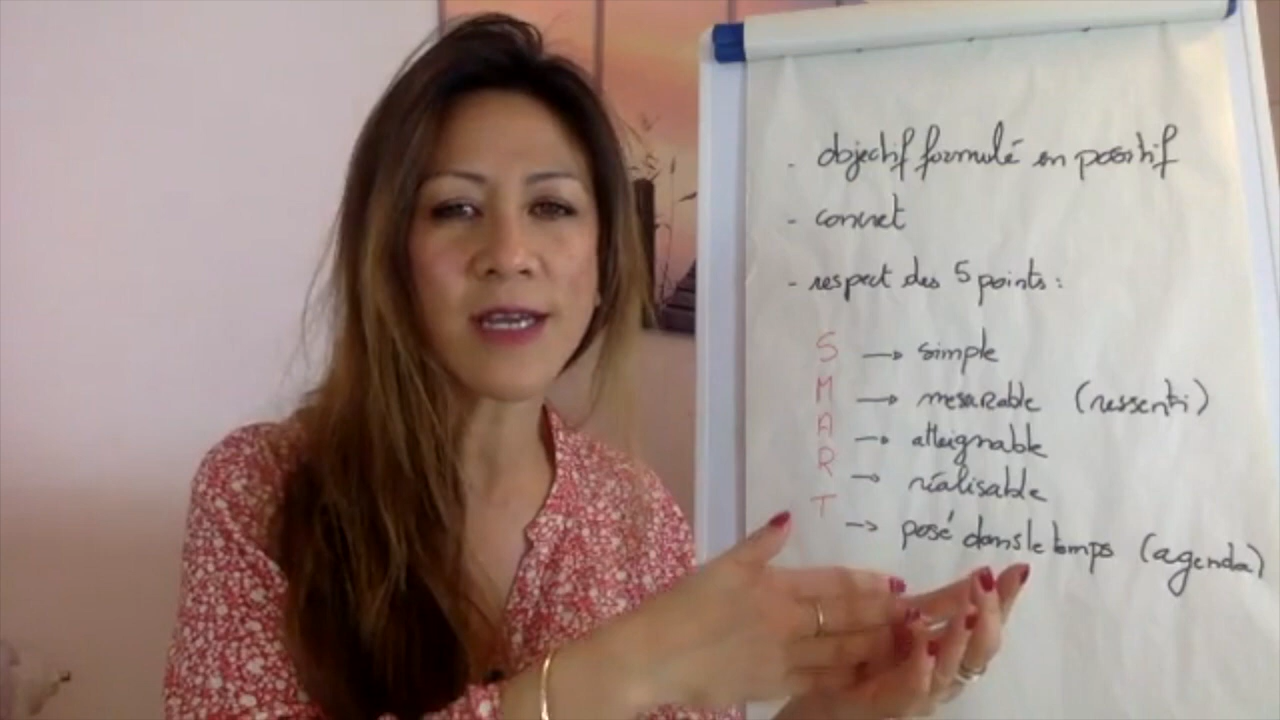 - objectif formulé en positif
- concret
- respect des 5 points :
S → simple
M → mesurable (ressenti)
A → atteignable
R → réalisable
T → posé dans le temps (agenda)